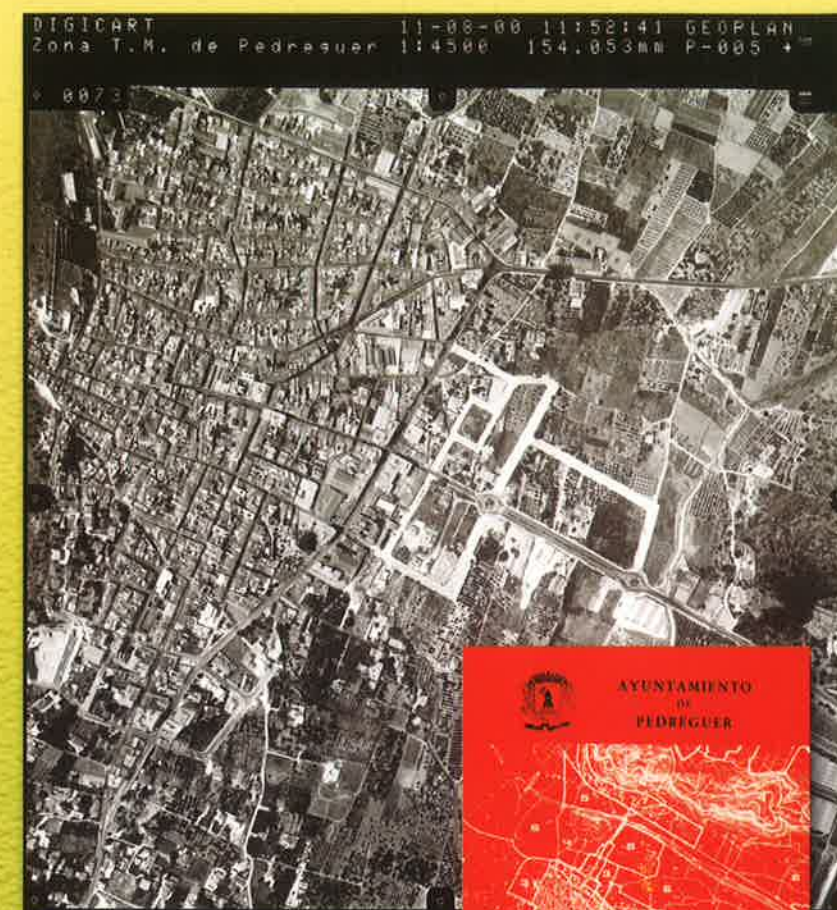 DIGICART 11-08-00 11:52:41 GEOPLAN
Zona T.M. de Pedreguer 1:4500 154.053mm P-005 +
0073
AYUNTAMIENTO
DE
PEDREGUER